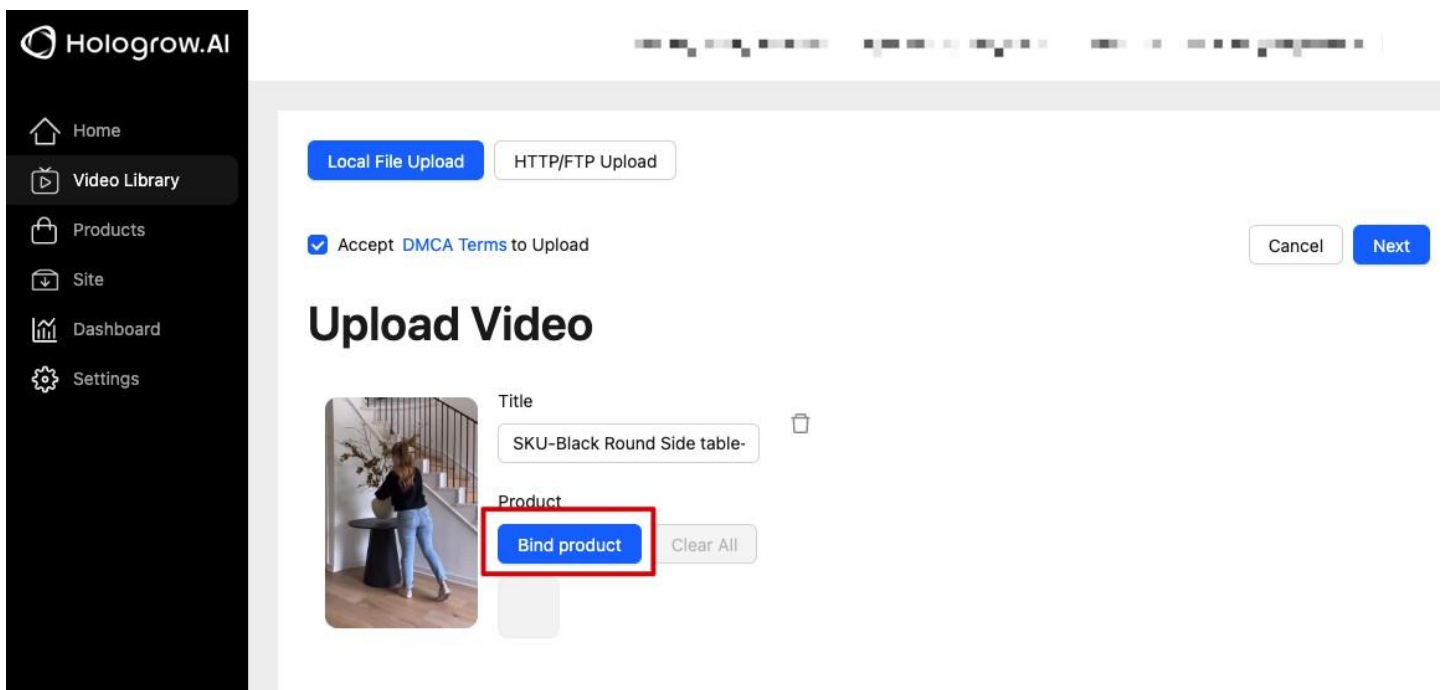 Hologrow.AI
Home
Video Library
Products
Site
Dashboard
Settings
Local File Upload
HTTP/FTP Upload
Accept DMCA Terms to Upload
Cancel
Next
Upload Video
Title
SKU-Black Round Side table-
Product
Bind product
Clear All